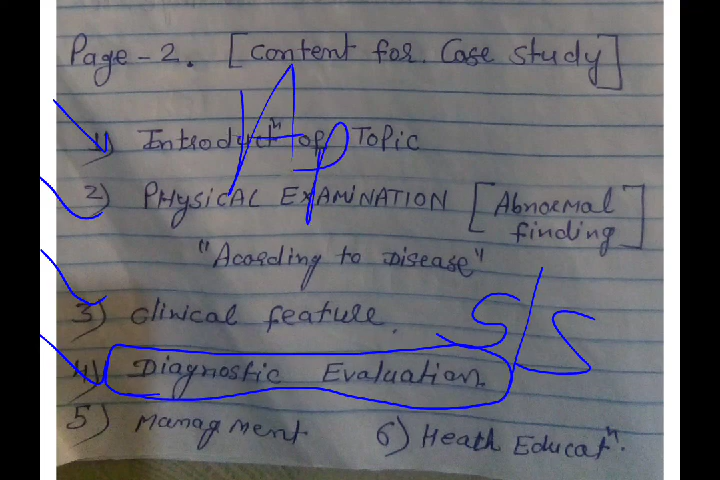 Page - 2. [Content for. Case study]
1) Introductⁿ of Topic
2) PHYSICAL EXAMINATION [Abnormal finding]
"Acording to Disease"
3) Clinical feature. S/S
4) Diagnostic Evaluation
5) Managment 6) Heath Educatⁿ.